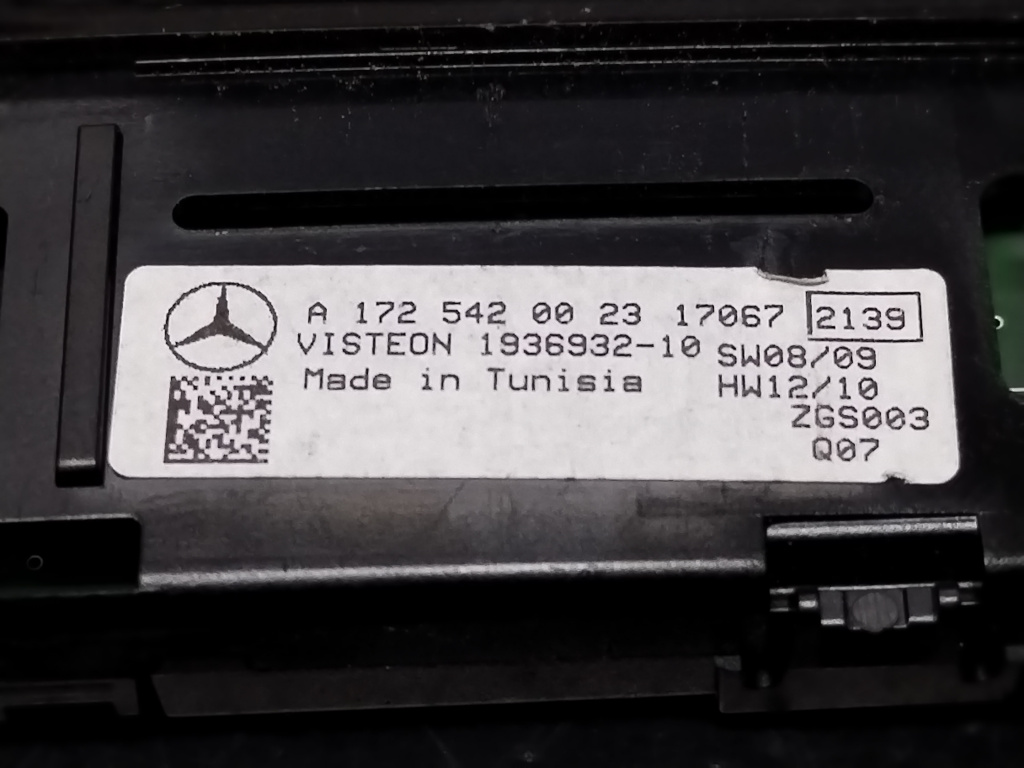 A 172 542 00 23 17067 2139
VISTEON 1936932-10 SW08/09
Made in Tunisia HW12/10
ZGS003
Q07